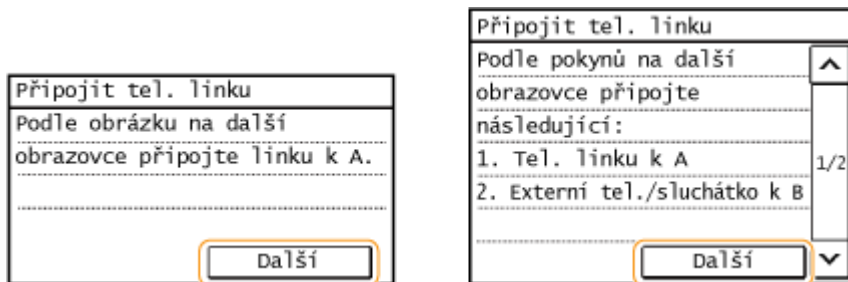 Připojit tel. linku
Podle obrázku na další
obrazovce připojte linku k A.
Další
Připojit tel. linku
Podle pokynů na další
obrazovce připojte
následující:
1. Tel. linku k A
2. Externí tel./sluchátko k B
1/2
Další